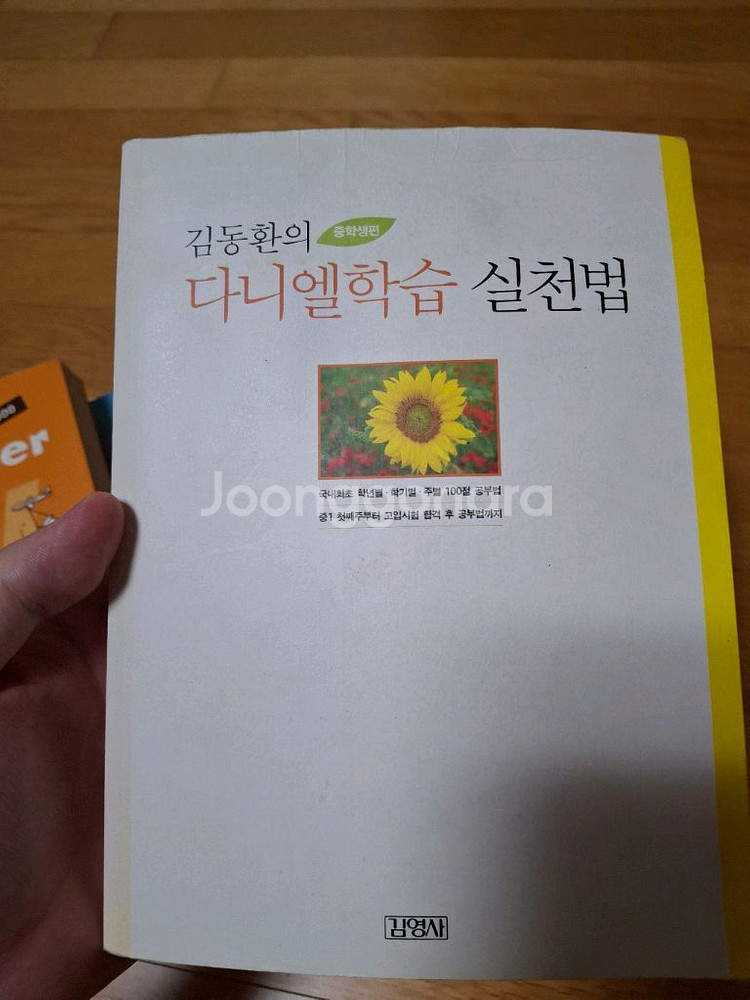 김동환의
중학생편
다니엘학습 실천법
국내최초 학년별·학기별·주별 100점 공부법
중1 첫째주부터 고입시험 합격 후 공부법까지
Joonggonara
er
김영사